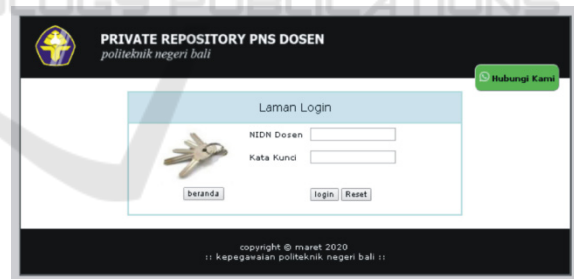 PRIVATE REPOSITORY PNS DOSEN
politeknik negeri bali
Hubungi Kami
Laman Login
NIDN Dosen
Kata Kunci
beranda login Reset
copyright © maret 2020
:: kepegawaian politeknik negeri bali ::